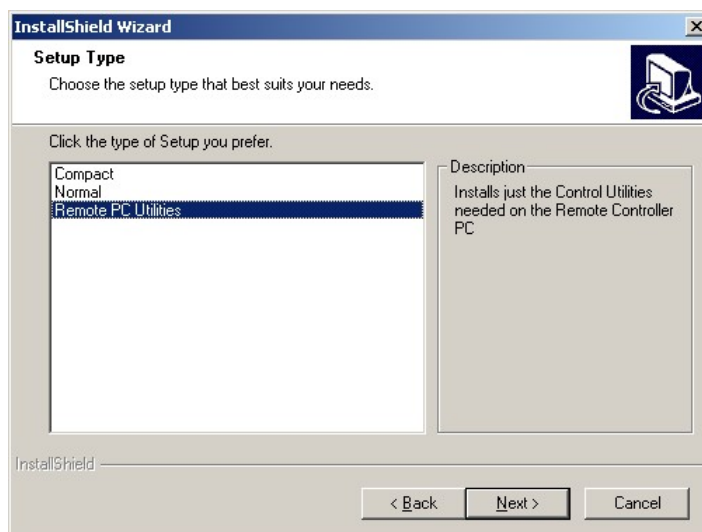 InstallShield Wizard
Setup Type
Choose the setup type that best suits your needs.
Click the type of Setup you prefer.
Compact
Normal
Remote PC Utilities
Description
Installs just the Control Utilities
needed on the Remote Controller
PC
InstallShield
< Back
Next >
Cancel